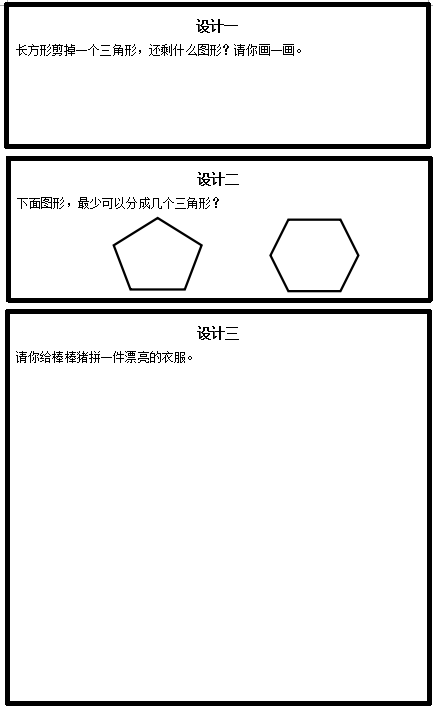 设计一
长方形剪掉一个三角形，还剩什么图形？请你画一画。
设计二
下面图形，最少可以分成几个三角形？
设计三
请你给棒棒猪拼一件漂亮的衣服。